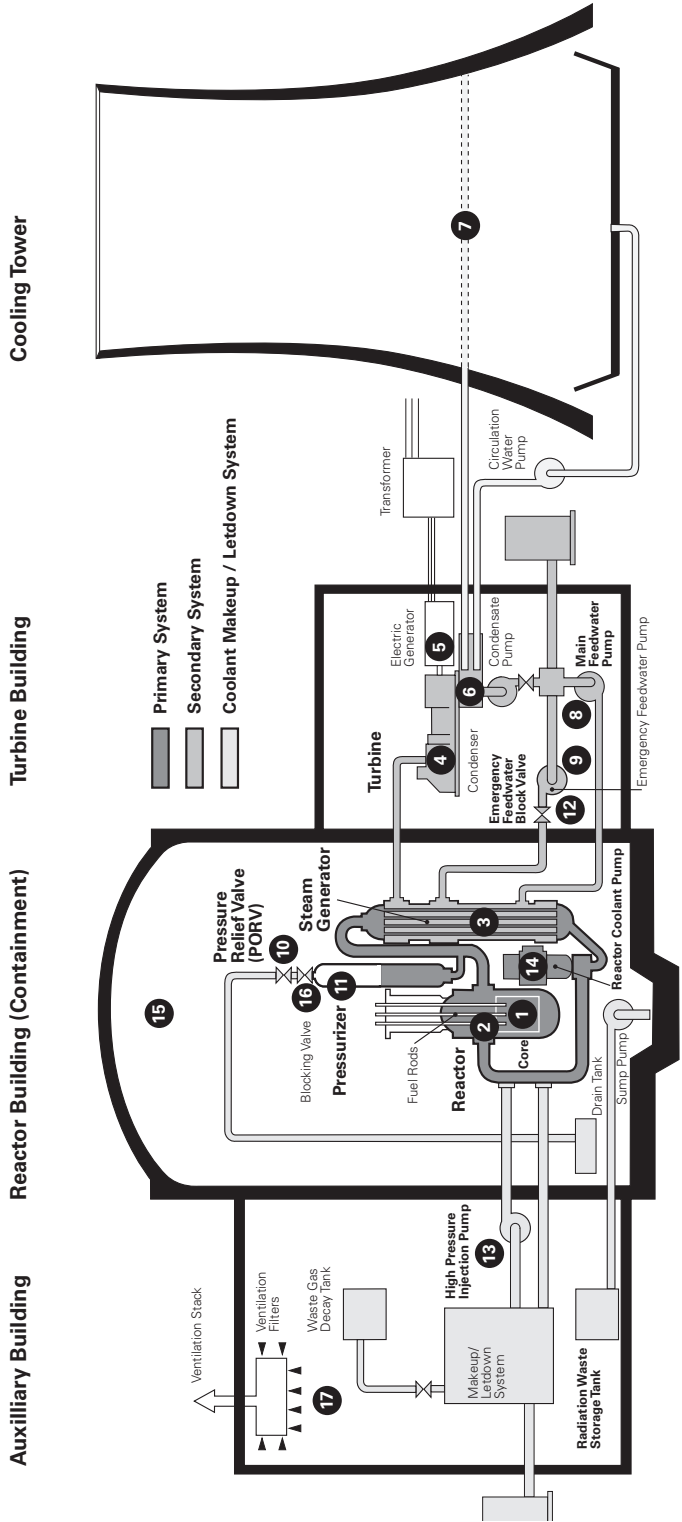 Auxilliary Building
Reactor Building (Containment)
Turbine Building
Cooling Tower
Primary System
Secondary System
Coolant Makeup / Letdown System
Ventilation Stack
Ventilation
Filters
17
Waste Gas
Decay Tank
High Pressure
Injection Pump
13
Makeup/
Letdown
System
Radiation Waste
Storage Tank
15
Pressure
Relief Valve
(PORV)
10
16
Blocking Valve
11
Pressurizer
Steam
Generator
Fuel Rods
Reactor
2
1
Core
3
14
Reactor Coolant Pump
Drain Tank
Sump Pump
Turbine
4
Electric
Generator
5
Transformer
6
Condenser
Condensate
Pump
Circulation
Water
Pump
7
Emergency
Feedwater
Block Valve
12
9
8
Main
Feedwater
Pump
Emergency Feedwater Pump